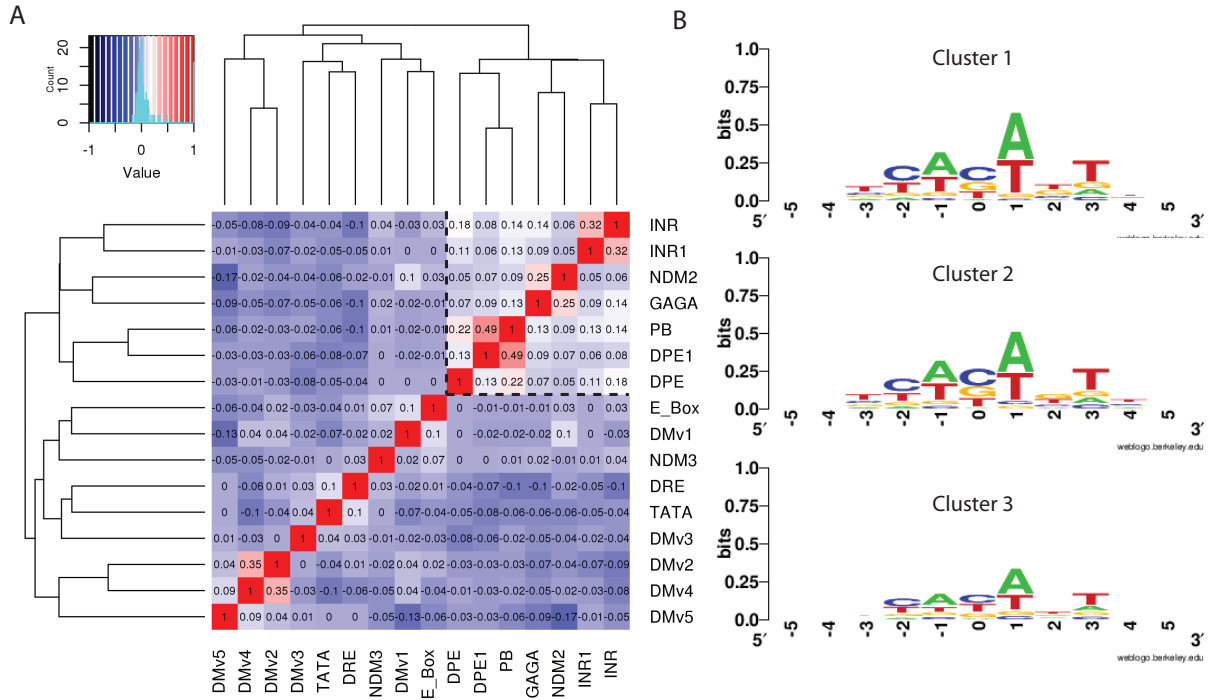 A
B
20
10
0
Count
-1 0 1
Value
-0.05 -0.08 -0.09 -0.04 -0.04 -0.1 0.04 -0.03 0.03 0.18 0.08 0.14 0.14 0.06 0.32 1 INR
-0.01 -0.03 -0.07 -0.02 -0.05 -0.05 0.01 0 0 0.11 0.06 0.13 0.09 0.05 1 0.32 INR1
-0.17 -0.02 -0.04 -0.04 -0.06 -0.02 -0.01 0.1 0.03 0.05 0.07 0.09 0.25 1 0.05 0.06 NDM2
-0.09 -0.05 -0.07 -0.05 -0.06 -0.1 0.02 -0.02 -0.01 0.07 0.09 0.13 1 0.25 0.09 0.14 GAGA
-0.06 -0.02 -0.03 -0.02 -0.06 -0.1 0.01 -0.02 -0.01 0.22 0.49 1 0.13 0.09 0.13 0.14 PB
-0.03 -0.03 -0.03 -0.06 -0.08 -0.07 0 -0.02 -0.01 0.13 1 0.49 0.09 0.07 0.06 0.08 DPE1
-0.03 -0.01 -0.03 -0.08 -0.05 -0.04 0 0 0 1 0.13 0.22 0.07 0.05 0.11 0.18 DPE
-0.06 -0.04 0.02 -0.03 -0.04 0.01 0.07 0.1 1 0 -0.01 -0.01 -0.01 0.03 0 0.03 E_Box
-0.13 0.04 0.04 -0.02 -0.07 -0.02 0.02 1 0.1 0 -0.02 -0.02 -0.02 0.1 0 -0.03 DMv1
-0.05 -0.05 -0.02 -0.01 0 0.03 1 0.02 0.07 0 0 0.01 0.02 -0.01 0.01 0.04 NDM3
0 -0.06 0.01 0.03 0.1 1 0.03 -0.02 0.01 -0.04 -0.07 -0.1 -0.1 -0.02 -0.05 -0.1 DRE
0 -0.1 -0.04 0.04 1 0.1 0 -0.07 -0.04 -0.05 -0.08 -0.06 -0.06 -0.06 -0.05 -0.04 TATA
0.01 -0.03 0 1 0.04 0.03 -0.01 -0.02 -0.03 -0.08 -0.06 -0.02 -0.05 -0.04 -0.02 -0.04 DMv3
0.04 0.35 1 0 -0.04 0.01 -0.02 0.04 0.02 -0.03 -0.03 -0.03 -0.07 -0.04 -0.07 -0.09 DMv2
0.09 1 0.35 -0.03 -0.1 -0.06 -0.05 0.04 -0.04 -0.01 -0.03 -0.02 -0.05 -0.02 -0.03 -0.08 DMv4
1 0.09 0.04 0.01 0 0 -0.05 -0.13 -0.06 -0.03 -0.03 -0.06 -0.09 -0.17 -0.01 -0.05 DMv5
DMv5 DMv4 DMv2 DMv3 TATA DRE NDM3 DMv1 E_Box DPE DPE1 PB GAGA NDM2 INR1 INR
Cluster 1
bits
1.0
0.75
0.5
0.25
0.0
5′ -5 -4 -3 -2 -1 0 1 2 3 4 5 3′
weblogo.berkeley.edu
Cluster 2
bits
1.0
0.75
0.5
0.25
0.0
5′ -5 -4 -3 -2 -1 0 1 2 3 4 5 3′
weblogo.berkeley.edu
Cluster 3
bits
1.0
0.75
0.5
0.25
0.0
5′ -5 -4 -3 -2 -1 0 1 2 3 4 5 3′
weblogo.berkeley.edu